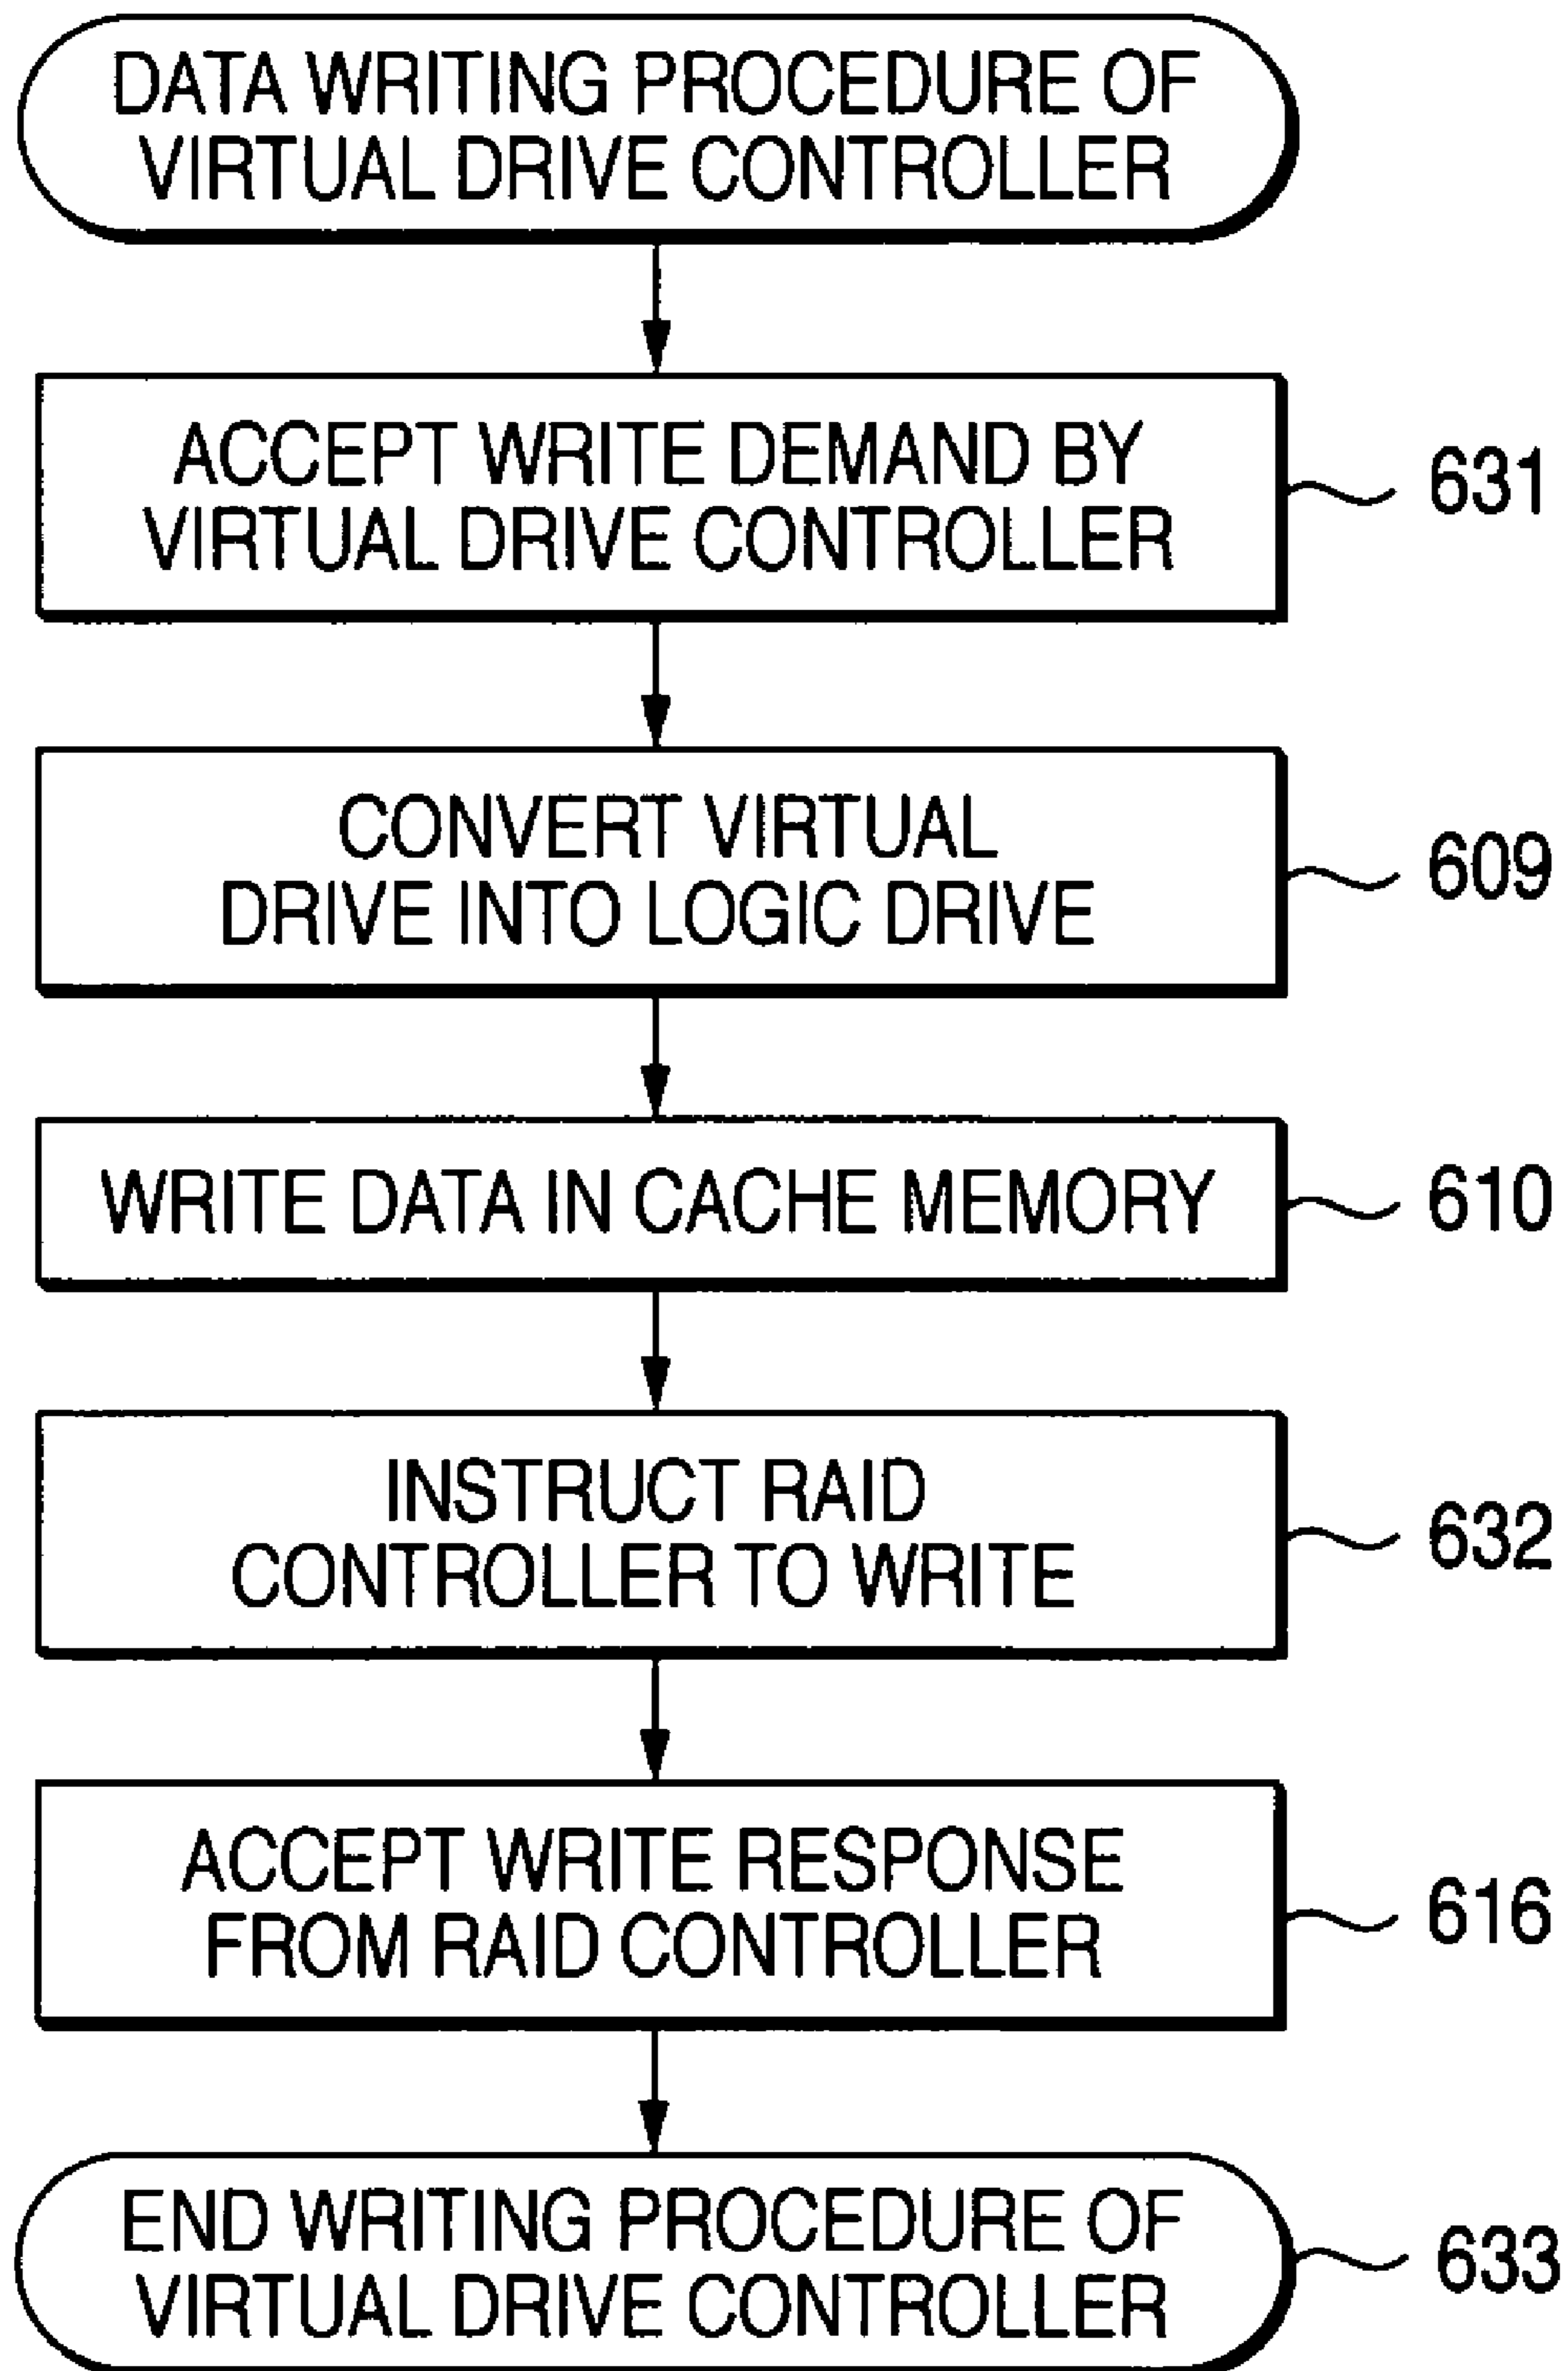 DATA WRITING PROCEDURE OF
VIRTUAL DRIVE CONTROLLER
ACCEPT WRITE DEMAND BY
VIRTUAL DRIVE CONTROLLER
631
CONVERT VIRTUAL
DRIVE INTO LOGIC DRIVE
609
WRITE DATA IN CACHE MEMORY
610
INSTRUCT RAID
CONTROLLER TO WRITE
632
ACCEPT WRITE RESPONSE
FROM RAID CONTROLLER
616
END WRITING PROCEDURE OF
VIRTUAL DRIVE CONTROLLER
633